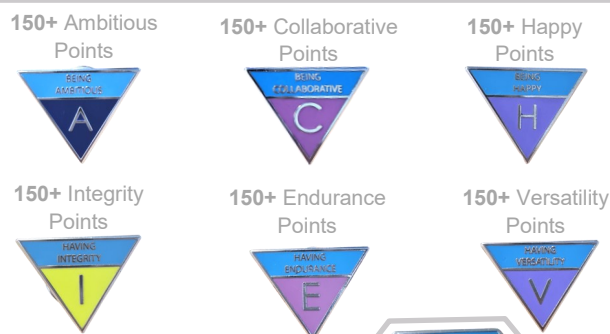 150+ Ambitious
Points
BEING
AMBITIOUS
A
150+ Collaborative
Points
BEING
COLLABORATIVE
C
150+ Happy
Points
BEING
HAPPY
H
150+ Integrity
Points
HAVING
INTEGRITY
I
150+ Endurance
Points
HAVING
ENDURANCE
E
150+ Versatility
Points
HAVING
VERSATILITY
V